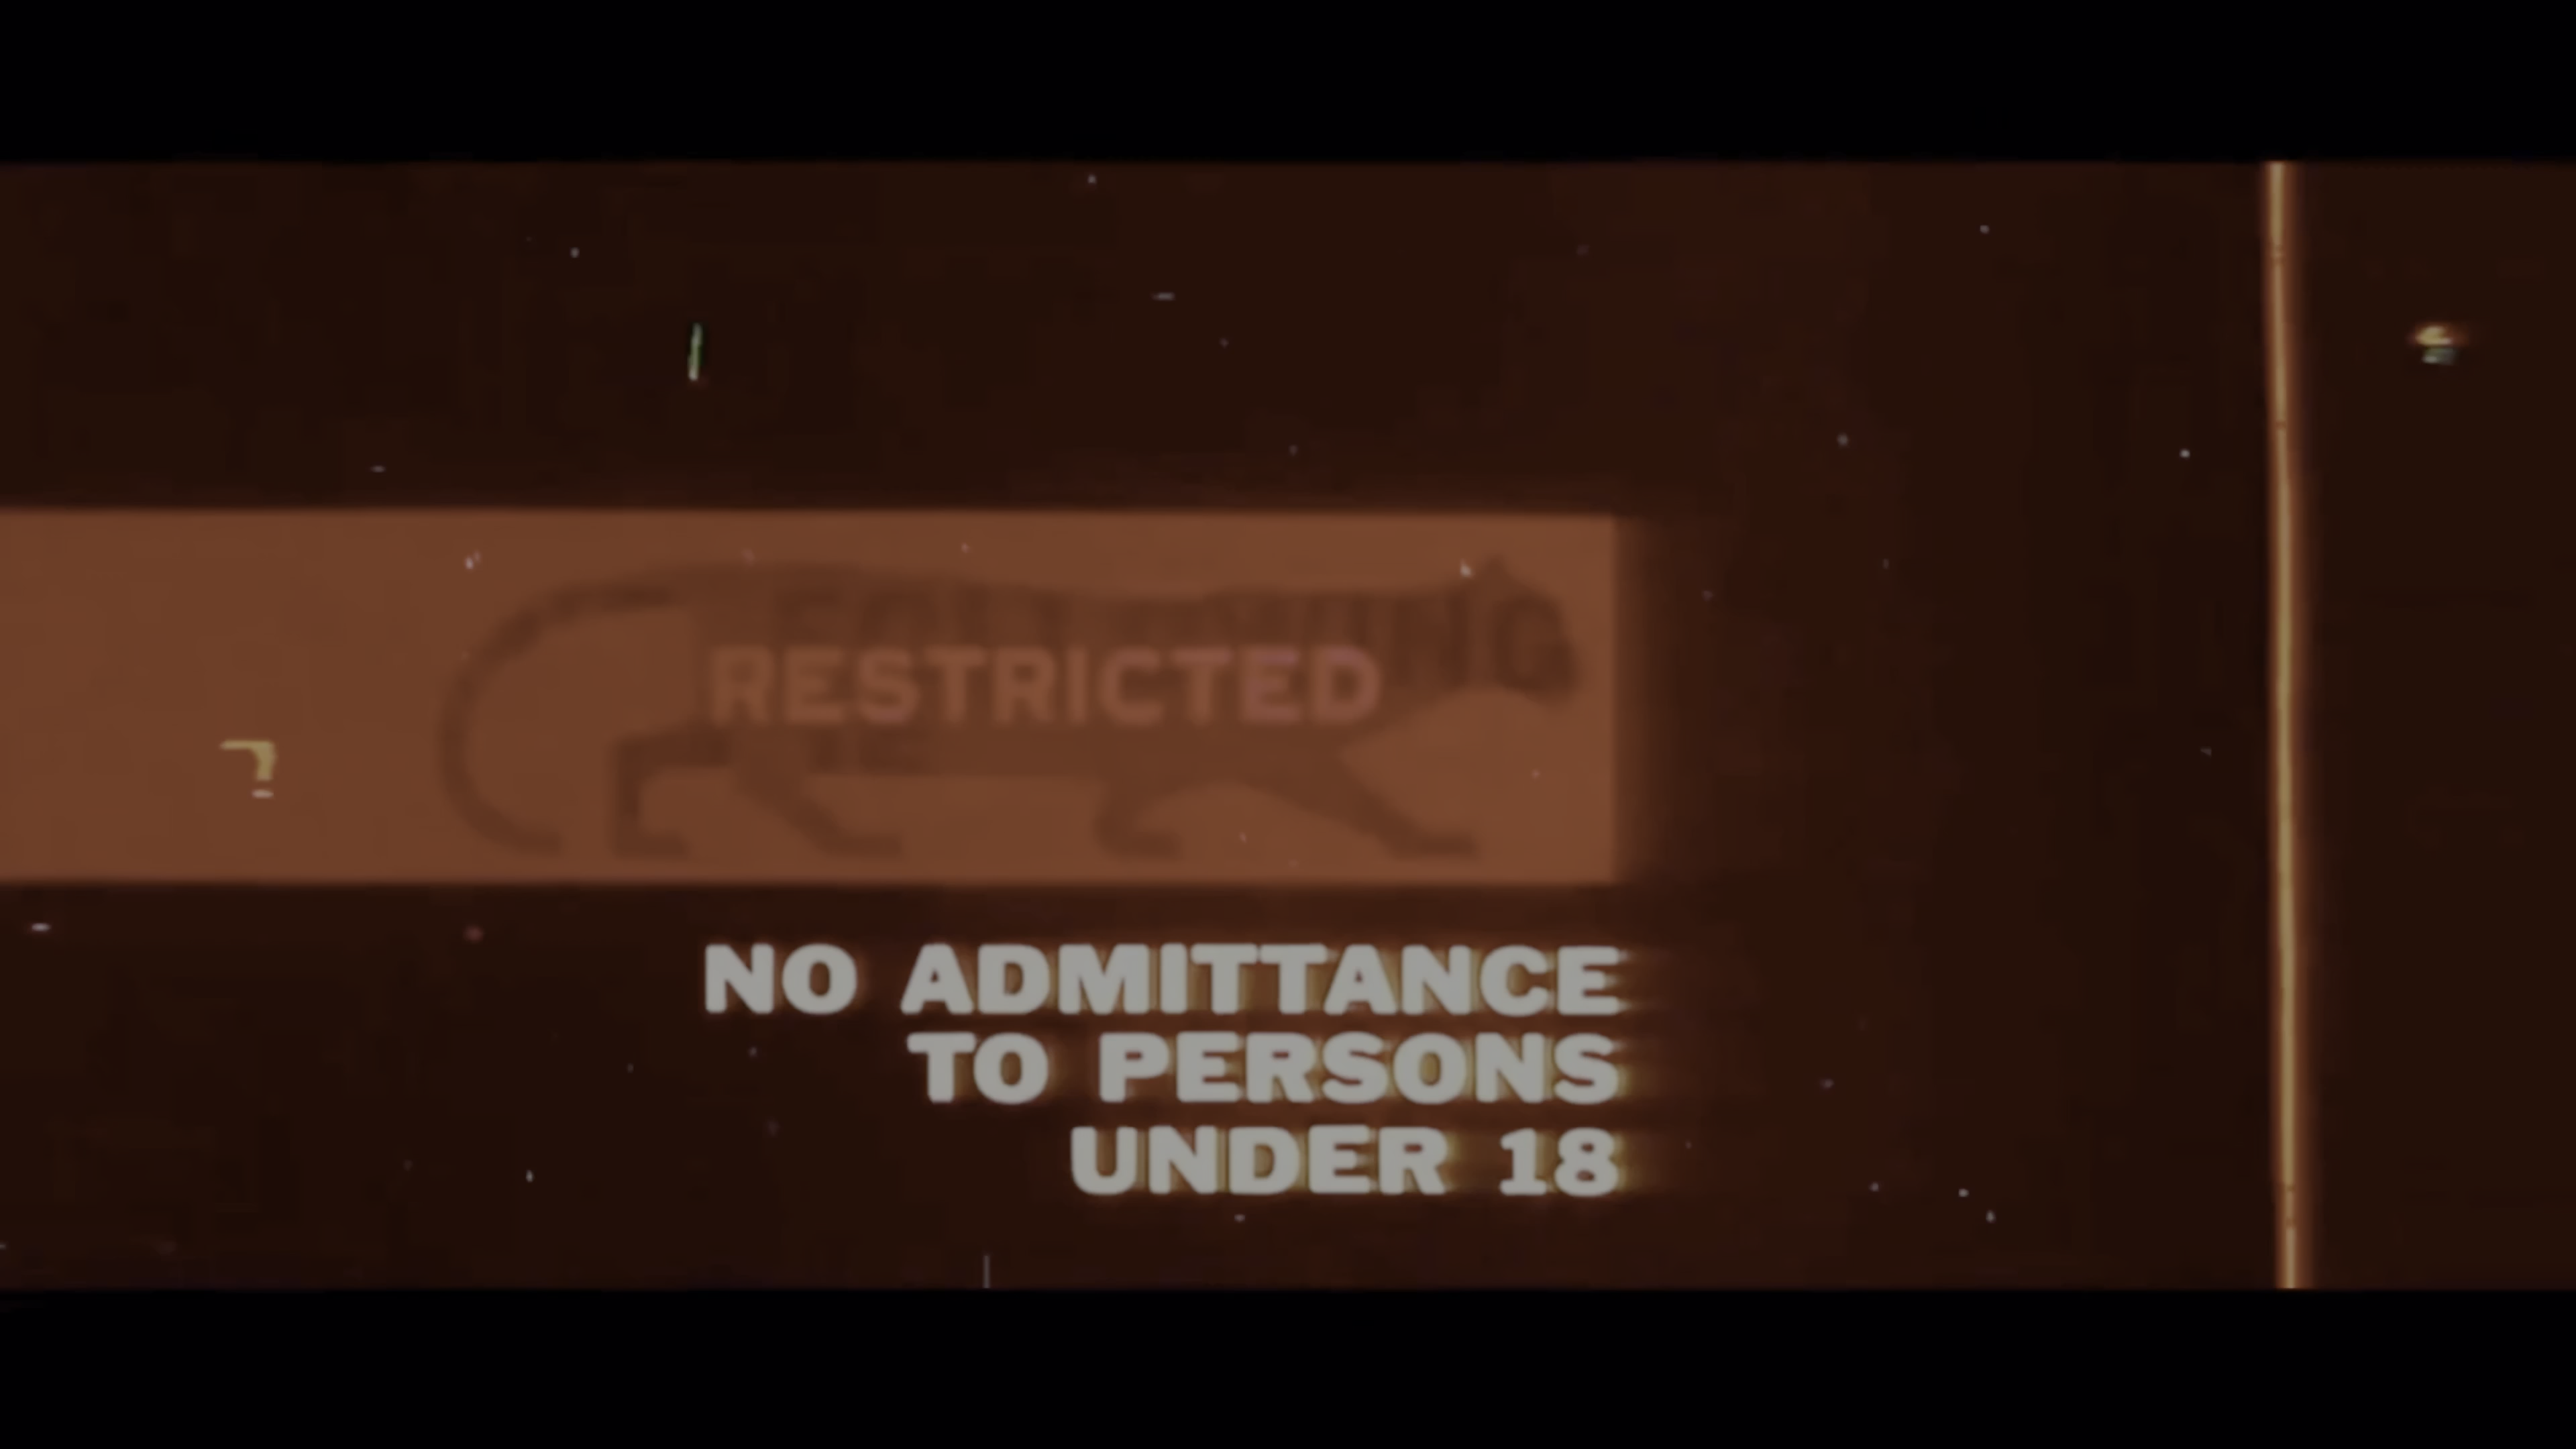 RESTRICTED
NO ADMITTANCE
TO PERSONS
UNDER 18